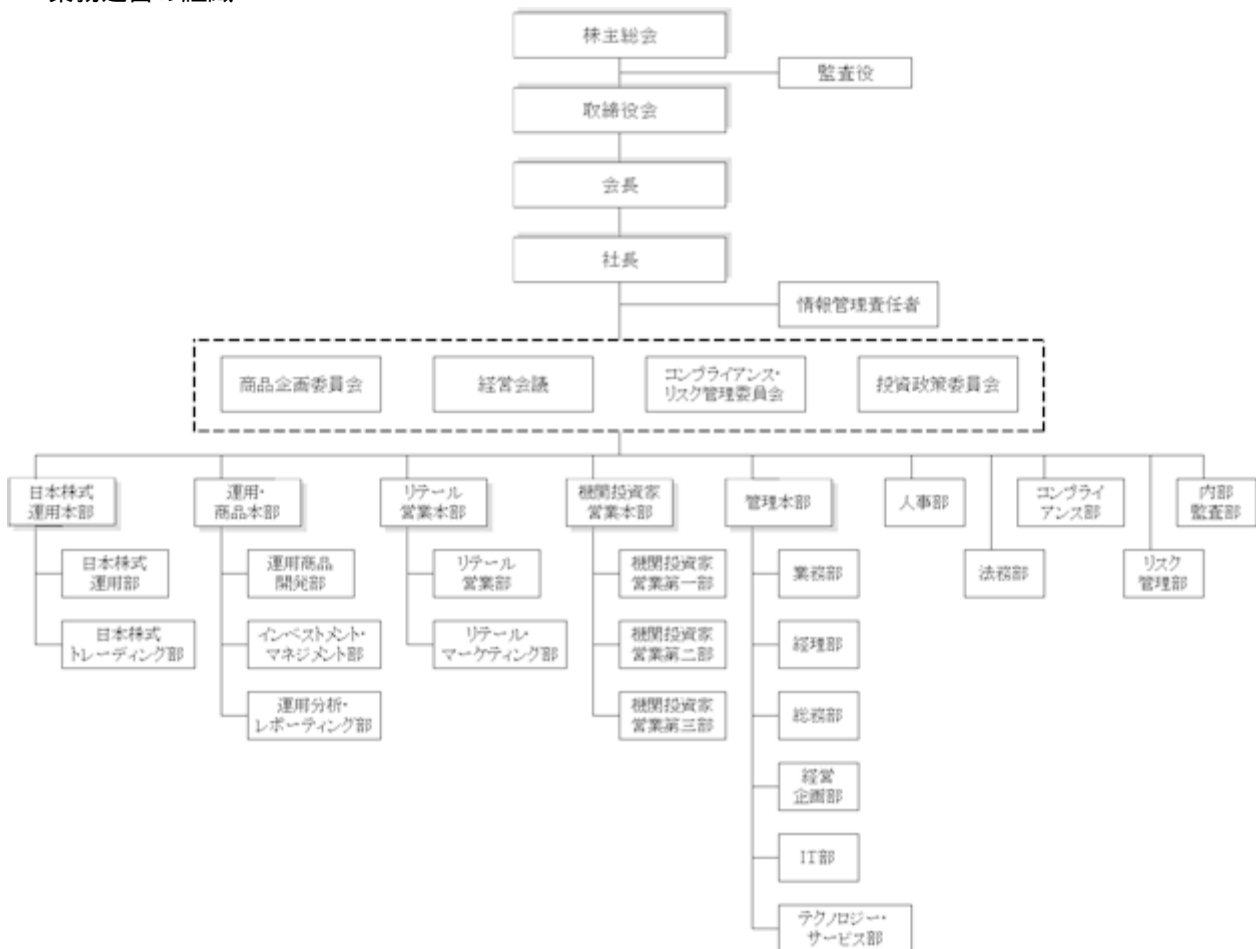 株主総会
監査役
取締役会
会長
社長
情報管理責任者
商品企画委員会
経営会議
コンプライアンス・
リスク管理委員会
投資政策委員会
日本株式
運用本部
運用・
商品本部
リテール
営業本部
機関投資家
営業本部
管理本部
人事部
コンプライ
アンス部
内部
監査部
法務部
リスク
管理部
日本株式
運用部
日本株式
トレーディング部
運用商品
開発部
インベストメント・
マネジメント部
運用分析・
レポーティング部
リテール
営業部
リテール・
マーケティング部
機関投資家
営業第一部
機関投資家
営業第二部
機関投資家
営業第三部
業務部
経理部
総務部
経営
企画部
IT部
テクノロジー・
サービス部